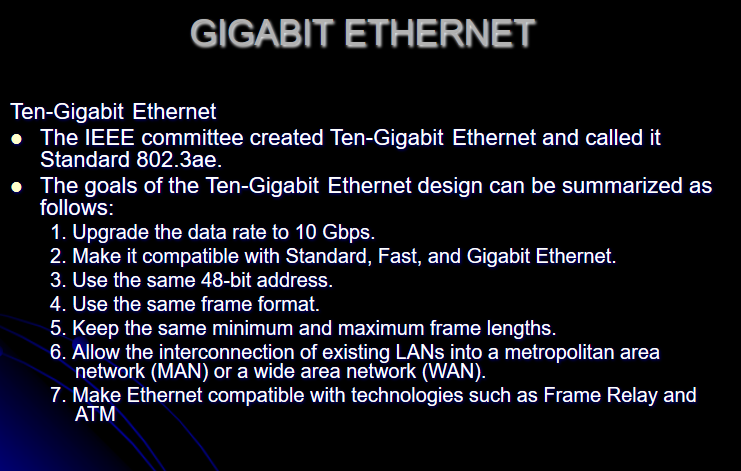 GIGABIT ETHERNET
Ten-Gigabit Ethernet
● The IEEE committee created Ten-Gigabit Ethernet and called it
Standard 802.3ae.
● The goals of the Ten-Gigabit Ethernet design can be summarized as
follows:
1. Upgrade the data rate to 10 Gbps.
2. Make it compatible with Standard, Fast, and Gigabit Ethernet.
3. Use the same 48-bit address.
4. Use the same frame format.
5. Keep the same minimum and maximum frame lengths.
6. Allow the interconnection of existing LANs into a metropolitan area
network (MAN) or a wide area network (WAN).
7. Make Ethernet compatible with technologies such as Frame Relay and
ATM